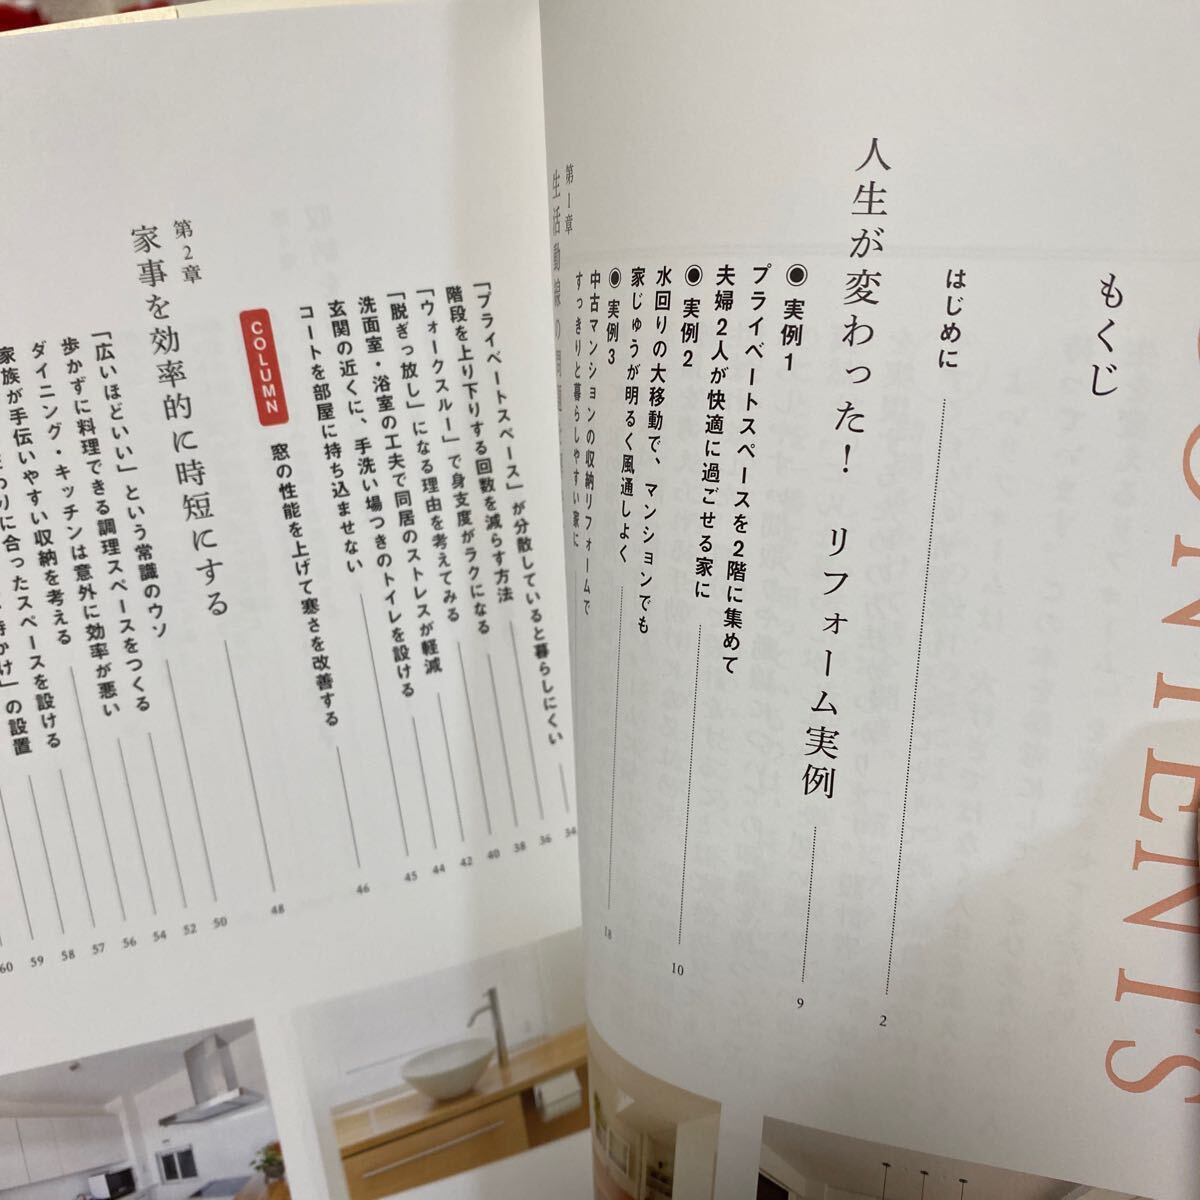 もくじ
はじめに
2
人生が変わった! リフォーム実例
9
◉実例1
プライベートスペースを2階に集めて
夫婦2人が快適に過ごせる家に
10
◉実例2
水回りの大移動で、マンションでも
家じゅうが明るく風通しよく
18
◉実例3
中古マンションの収納リフォームで
すっきりと暮らしやすい家に
第1章
生活動線の問題
34
「プライベートスペース」が分散していると暮らしにくい
36
階段を上り下りする回数を減らす方法
38
「ウォークスルー」で身支度がラクになる
40
「脱ぎっ放し」になる理由を考えてみる
42
洗面室・浴室の工夫で同居のストレスが軽減
44
玄関の近くに、手洗い場つきのトイレを設ける
45
コートを部屋に持ち込ませない
46
COLUMN
窓の性能を上げて寒さを改善する
48
第2章
家事を効率的に時短にする
50
「広いほどいい」という常識のウソ
52
歩かずに料理できる調理スペースをつくる
54
ダイニング・キッチンは意外に効率が悪い
56
家族が手伝いやすい収納を考える
57
わりに合ったスペースを設ける
58
かけ」の設置
59
60
CONTENTS